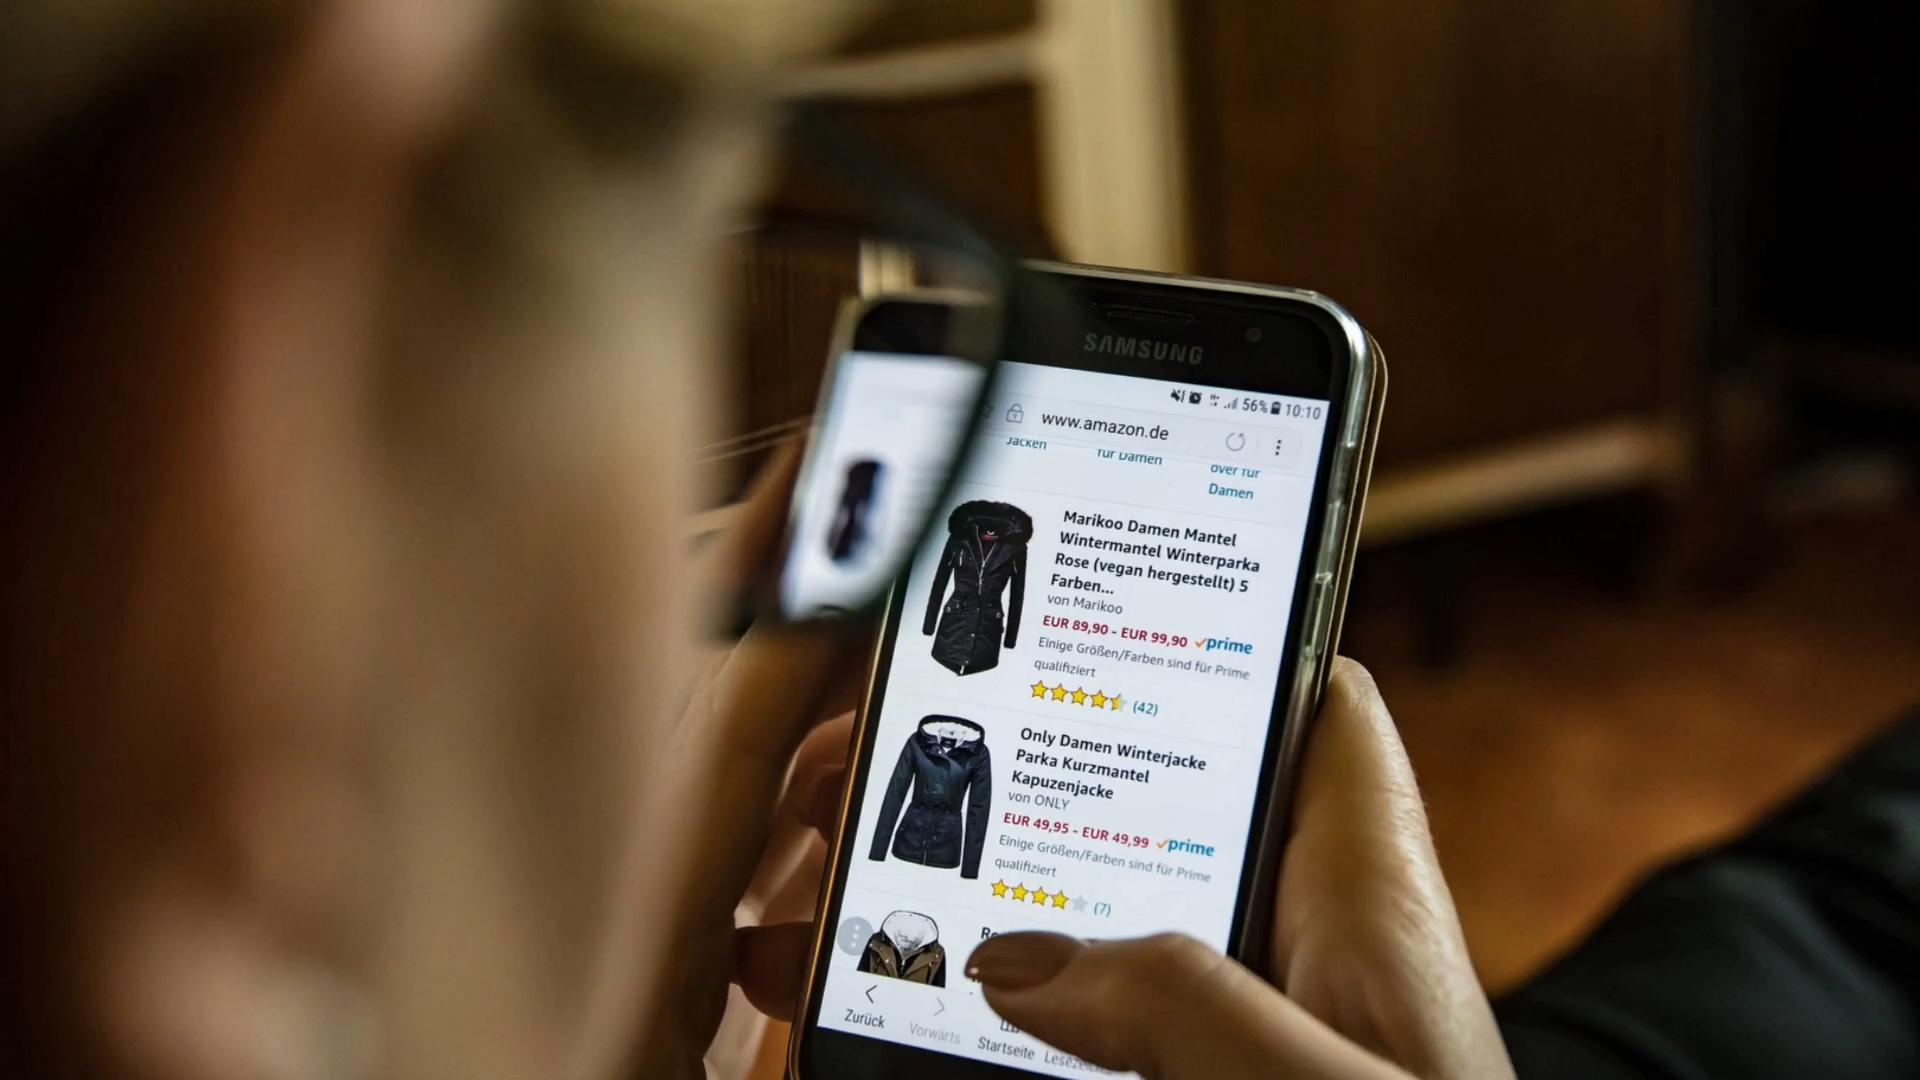 SAMSUNG
56% 10:10
www.amazon.de
Jacken
für Damen
over für
Damen
Marikoo Damen Mantel
Wintermantel Winterparka
Rose (vegan hergestellt) 5
Farben...
von Marikoo
EUR 89,90 - EUR 99,90 prime
Einige Größen/Farben sind für Prime
qualifiziert
(42)
Only Damen Winterjacke
Parka Kurzmantel
Kapuzenjacke
von ONLY
EUR 49,95 - EUR 49,99 prime
Einige Größen/Farben sind für Prime
qualifiziert
(7)
Zurück
Vorwärts
Startseite